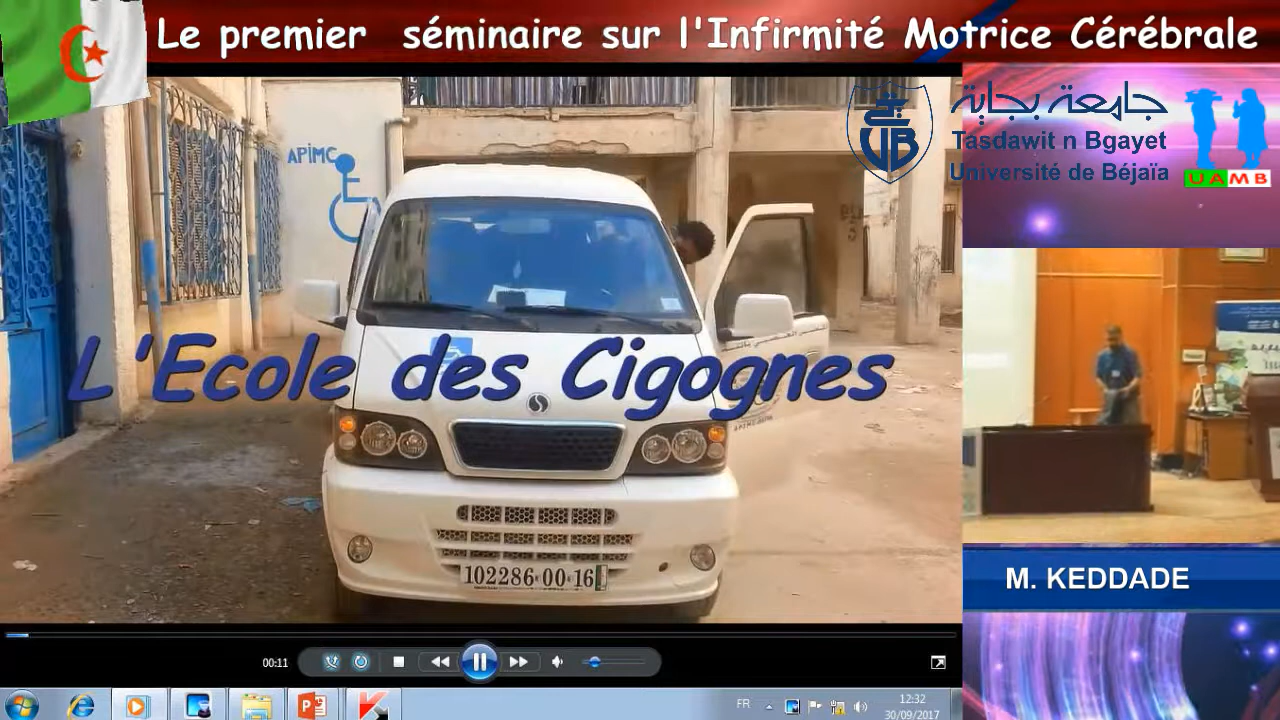 Le premier séminaire sur l'Infirmité Motrice Cérébrale
جامعة بجاية
Tasdawit n Bgayet
Université de Béjaïa
UB
UAMB
APIMC
L'Ecole des Cigognes
102286-00-16
M. KEDDADE
00:11
FR
12:32
30/09/2017